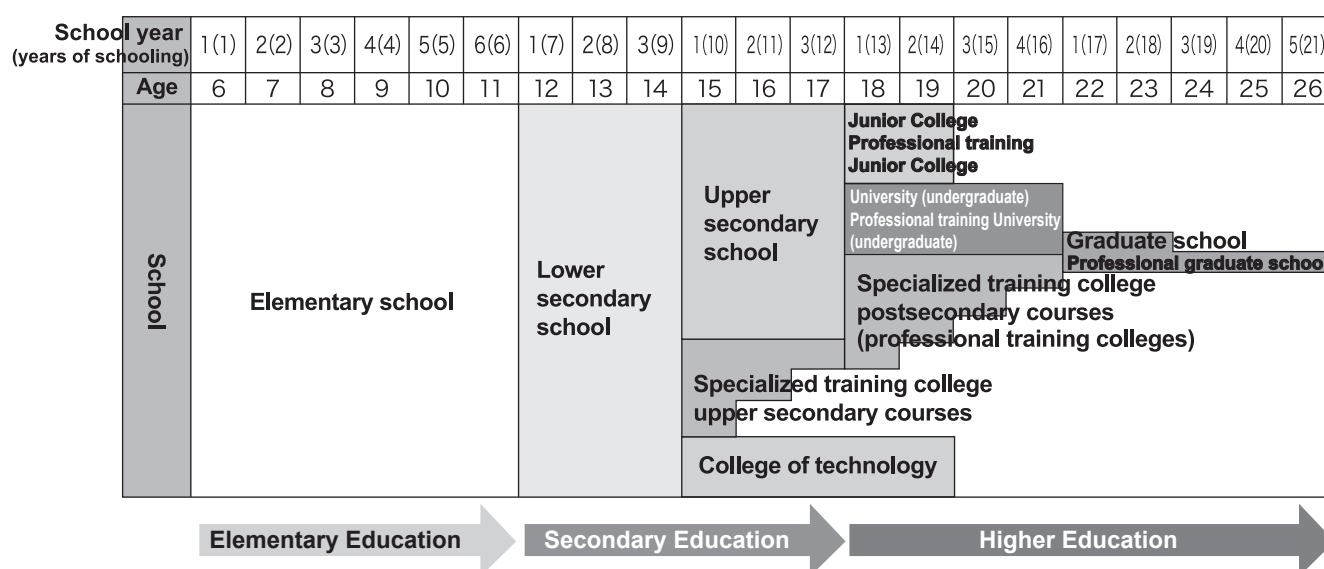 School year
(years of schooling)
1(1) 2(2) 3(3) 4(4) 5(5) 6(6) 1(7) 2(8) 3(9) 1(10) 2(11) 3(12) 1(13) 2(14) 3(15) 4(16) 1(17) 2(18) 3(19) 4(20) 5(21)
Age 6 7 8 9 10 11 12 13 14 15 16 17 18 19 20 21 22 23 24 25 26
School
Elementary school
Lower
secondary
school
Upper
secondary
school
Junior College
Professional training
Junior College
University (undergraduate)
Professional training University
(undergraduate)
Graduate school
Professional graduate schoo
Specialized training college
postsecondary courses
(professional training colleges)
Specialized training college
upper secondary courses
College of technology
Elementary Education
Secondary Education
Higher Education